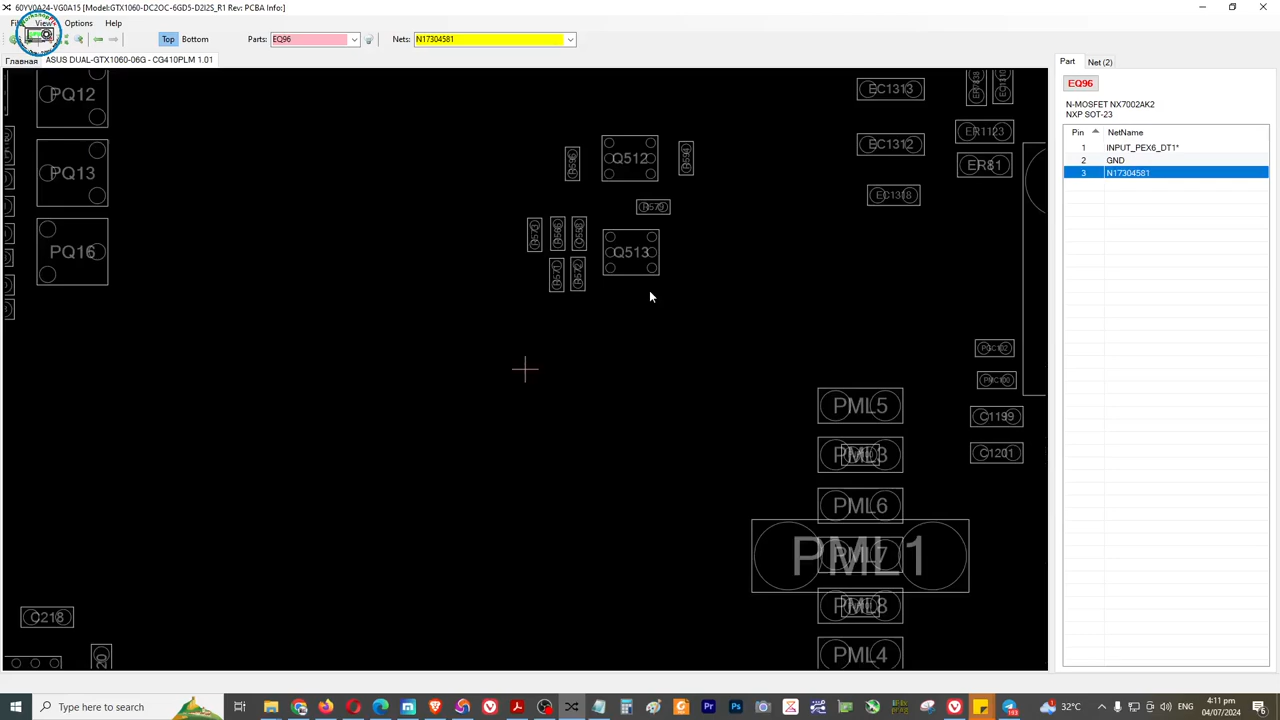 60YV0A24-VG0A15 [Model:GTX1060-DC2OC-6GD5-D2I2S_R1 Rev: PCBA Info:]
View Options Help
Top Bottom Parts: EQ96 Nets: N17304581
Главная ASUS DUAL-GTX1060-06G - CG410PLM 1.01
Part Net (2)
EQ96
N-MOSFET NX7002AK2
NXP SOT-23
Pin NetName
1 INPUT_PEX6_DT1*
2 GND
3 N17304581
PQ12
EC1313
PQ13
Q512
EC1312
ER1123
ER81
EC1318
R579
PQ16
Q513
PGC102
PMC100
PML5
C1199
PML3
C1201
PML6
PML1
PML7
PML8
C218
PML4
Type here to search
32°C
ENG
4:11 pm
04/07/2024